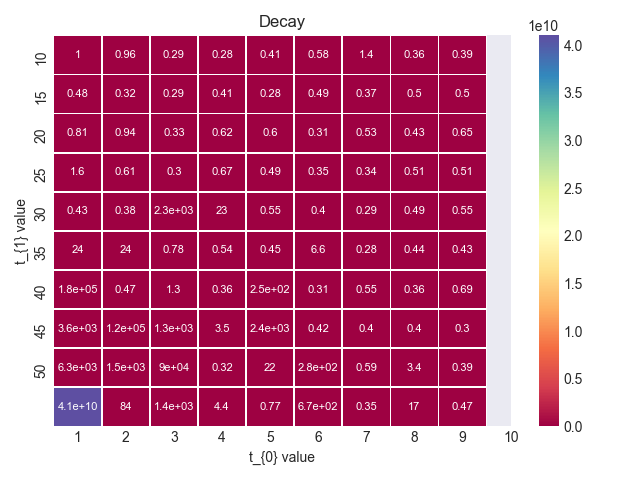 Decay
1e10
10 1 0.96 0.29 0.28 0.41 0.58 1.4 0.36 0.39
15 0.48 0.32 0.29 0.41 0.28 0.49 0.37 0.5 0.5
20 0.81 0.94 0.33 0.62 0.6 0.31 0.53 0.43 0.65
25 1.6 0.61 0.3 0.67 0.49 0.35 0.34 0.51 0.51
30 0.43 0.38 2.3e+03 23 0.55 0.4 0.29 0.49 0.55
35 24 24 0.78 0.54 0.45 6.6 0.28 0.44 0.43
40 1.8e+05 0.47 1.3 0.36 2.5e+02 0.31 0.55 0.36 0.69
45 3.6e+03 1.2e+05 1.3e+03 3.5 2.4e+03 0.42 0.4 0.4 0.3
50 6.3e+03 1.5e+03 9e+04 0.32 22 2.8e+02 0.59 3.4 0.39
4.1e+10 84 1.4e+03 4.4 0.77 6.7e+02 0.35 17 0.47
1 2 3 4 5 6 7 8 9 10
t_{0} value
t_{1} value
4.0
3.5
3.0
2.5
2.0
1.5
1.0
0.5
0.0